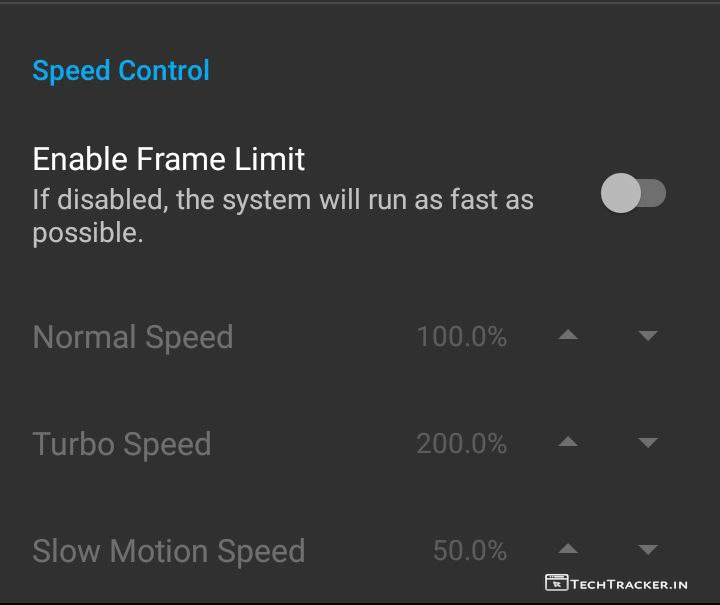 Speed Control
Enable Frame Limit
If disabled, the system will run as fast as
possible.
Normal Speed 100.0%
Turbo Speed 200.0%
Slow Motion Speed 50.0%
TechTracker.in